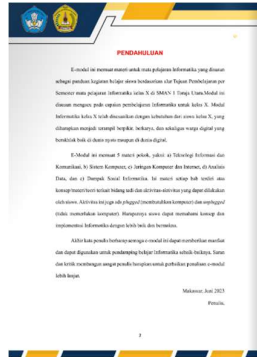 PENDAHULUAN
E-modul ini memuat materi untuk mata pelajaran Informatika yang disusun
sebagai panduan kegiatan belajar siswa berdasarkan alur Tujuan Pembelajaran per
Semester mata pelajaran Informatika kelas X di SMAN 1 Toraja Utara. Modul ini
disusun mengacu pada capaian pembelajaran Informatika untuk kelas X. Modul
Informatika kelas X telah disesuaikan dengan kebutuhan dari siswa kelas X, yang
diharapkan menjadi terampil berpikir, berkarya, dan sekaligus warga digital yang
berakhlak baik di dunia nyata maupun di dunia digital.
E-Modul ini memuat 5 materi pokok, yakni: a) Teknologi Informasi dan
Komunikasi, b) Sistem Komputer, c) Jaringan Komputer dan Internet, d) Analisis
Data, dan e) Dampak Sosial Informatika. Isi materi setiap bab terdiri atas
konsep/materi/teori terkait bidang tadi dan aktivitas-aktivitas yang dapat dilakukan
oleh siswa. Aktivitas ini juga ada plugged (membutuhkan komputer) dan unplugged
(tidak memerlukan komputer). Harapannya siswa dapat memahami konsep dan
implementasi Informatika dengan lebih baik dan bermakna.
Akhir kata penulis berharap semoga e-modul ini dapat memberikan manfaat
dan dapat digunakan untuk pendamping belajar Informatika sebaik-baiknya. Saran
dan kritik membangun sangat penulis harapkan untuk perbaikan penulisan e-modul
lebih lanjut.
Makassar, Juni 2023
Penulis,